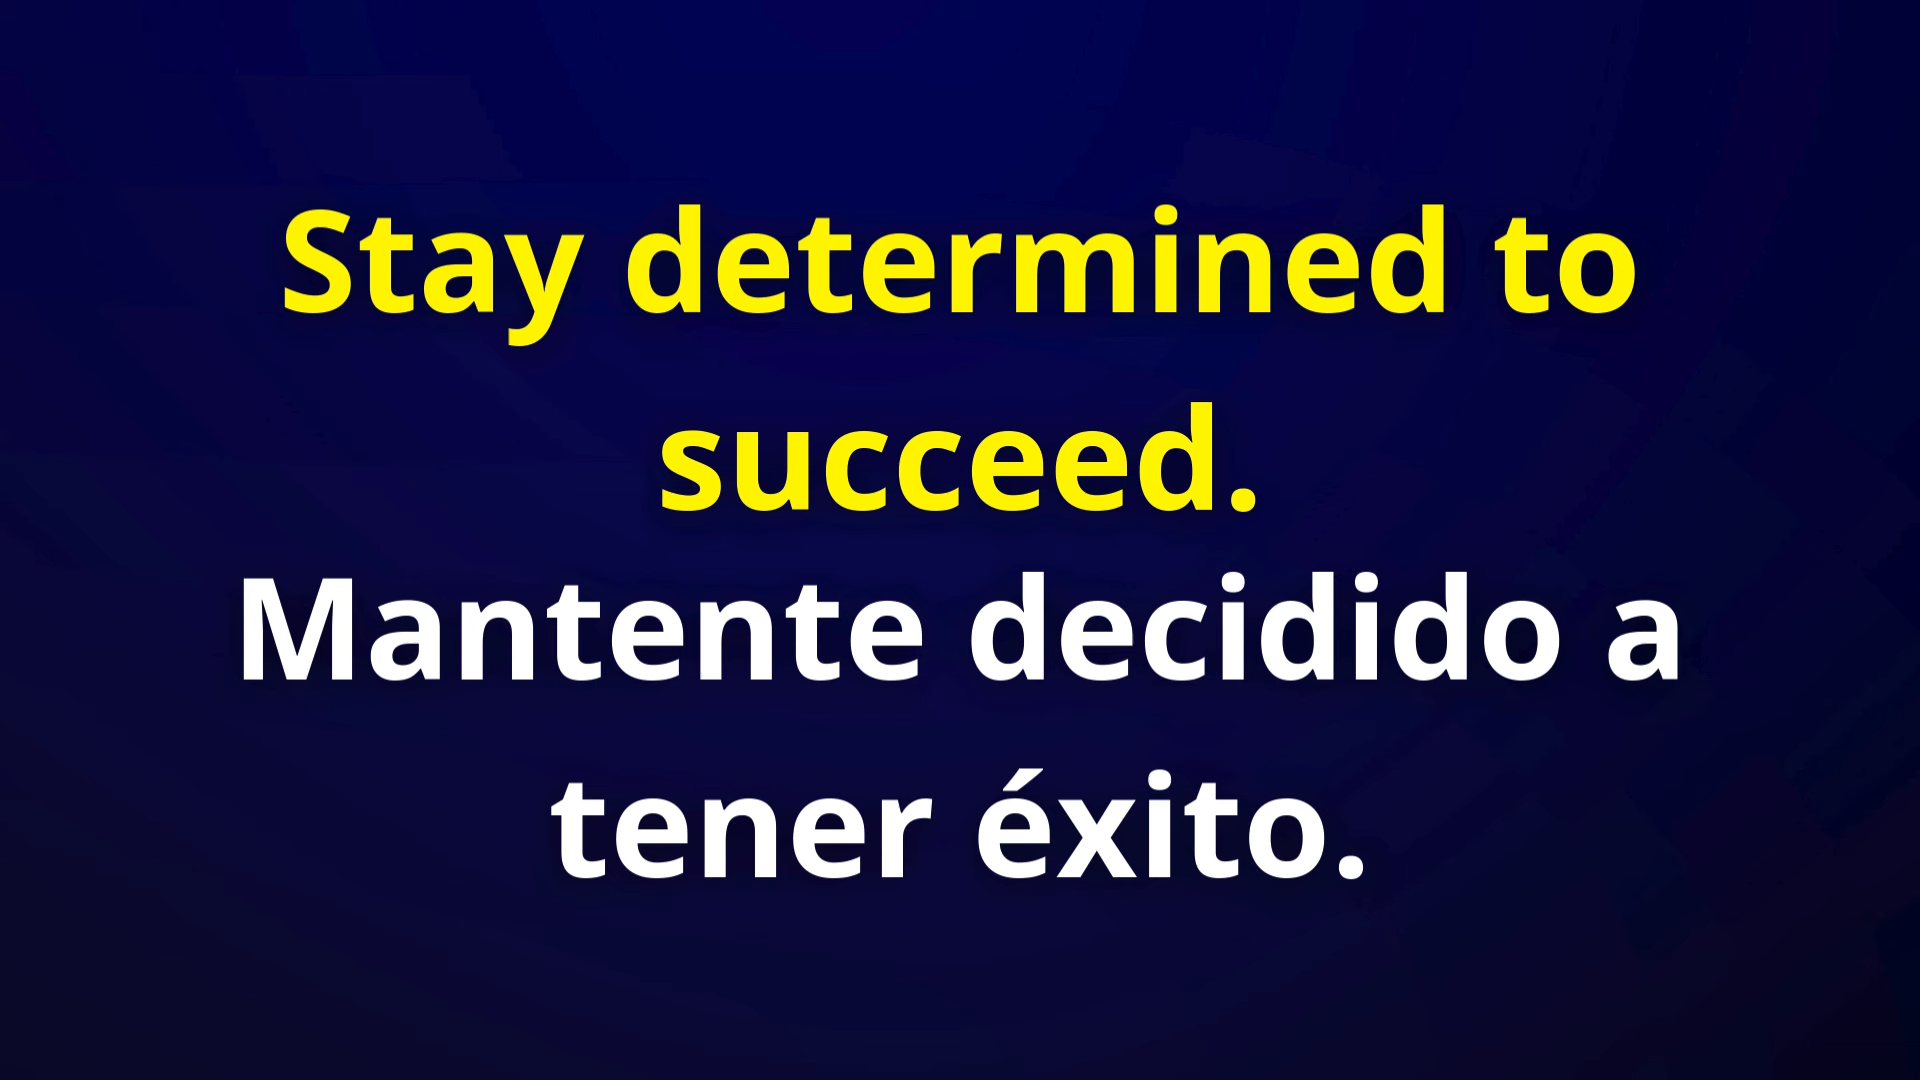 Stay determined to
succeed.
Mantente decidido a
tener éxito.